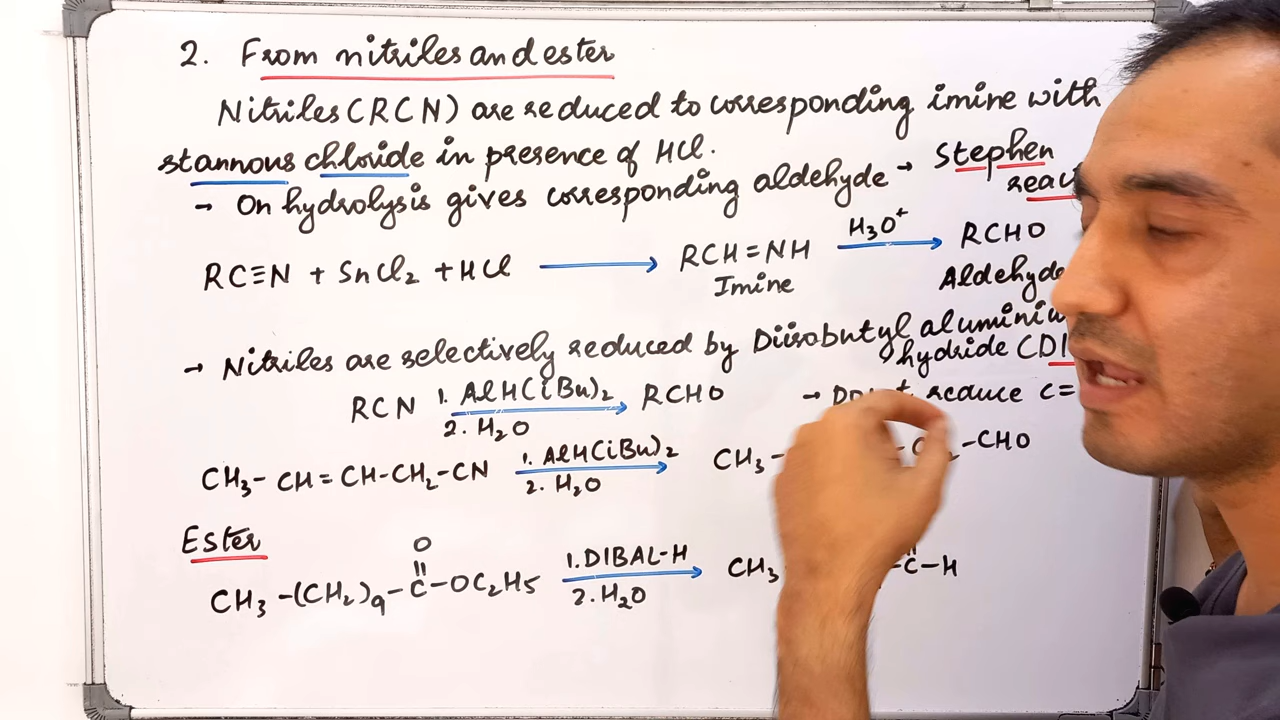 2. From nitriles and ester
Nitriles (RCN) are reduced to corresponding imine with
stannous chloride in presence of HCl.
- On hydrolysis gives corresponding aldehyde - Stephen
RC≡N + SnCl₂ + HCl ⟶ RCH=NH H₃O⁺ ⟶ RCHO
Imine Aldehyde
→ Nitriles are selectively reduced by Diisobutyl
hydride
RCN 1. AlH(iBu)₂ 2. H₂O ⟶ RCHO → reduce C=
CH₃-CH=CH-CH₂-CN 1. AlH(iBu)₂ 2. H₂O ⟶ CH₃- -CHO
Ester
CH₃-(CH₂)₉-C(=O)-OC₂H₅ 1. DIBAL-H 2. H₂O ⟶ CH₃ -C-H